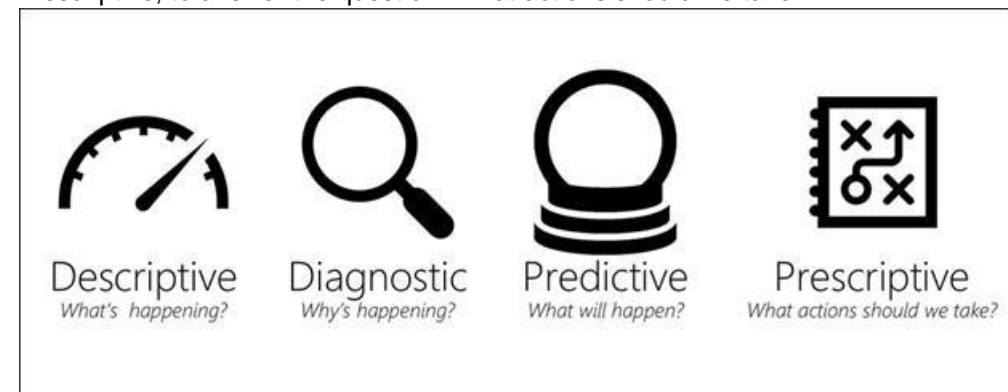 Descriptive
What's happening?
Diagnostic
Why's happening?
Predictive
What will happen?
Prescriptive
What actions should we take?